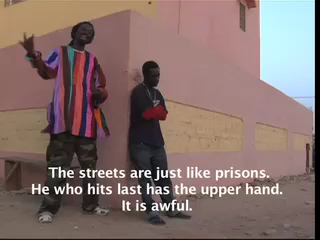 The streets are just like prisons.
He who hits last has the upper hand.
It is awful.